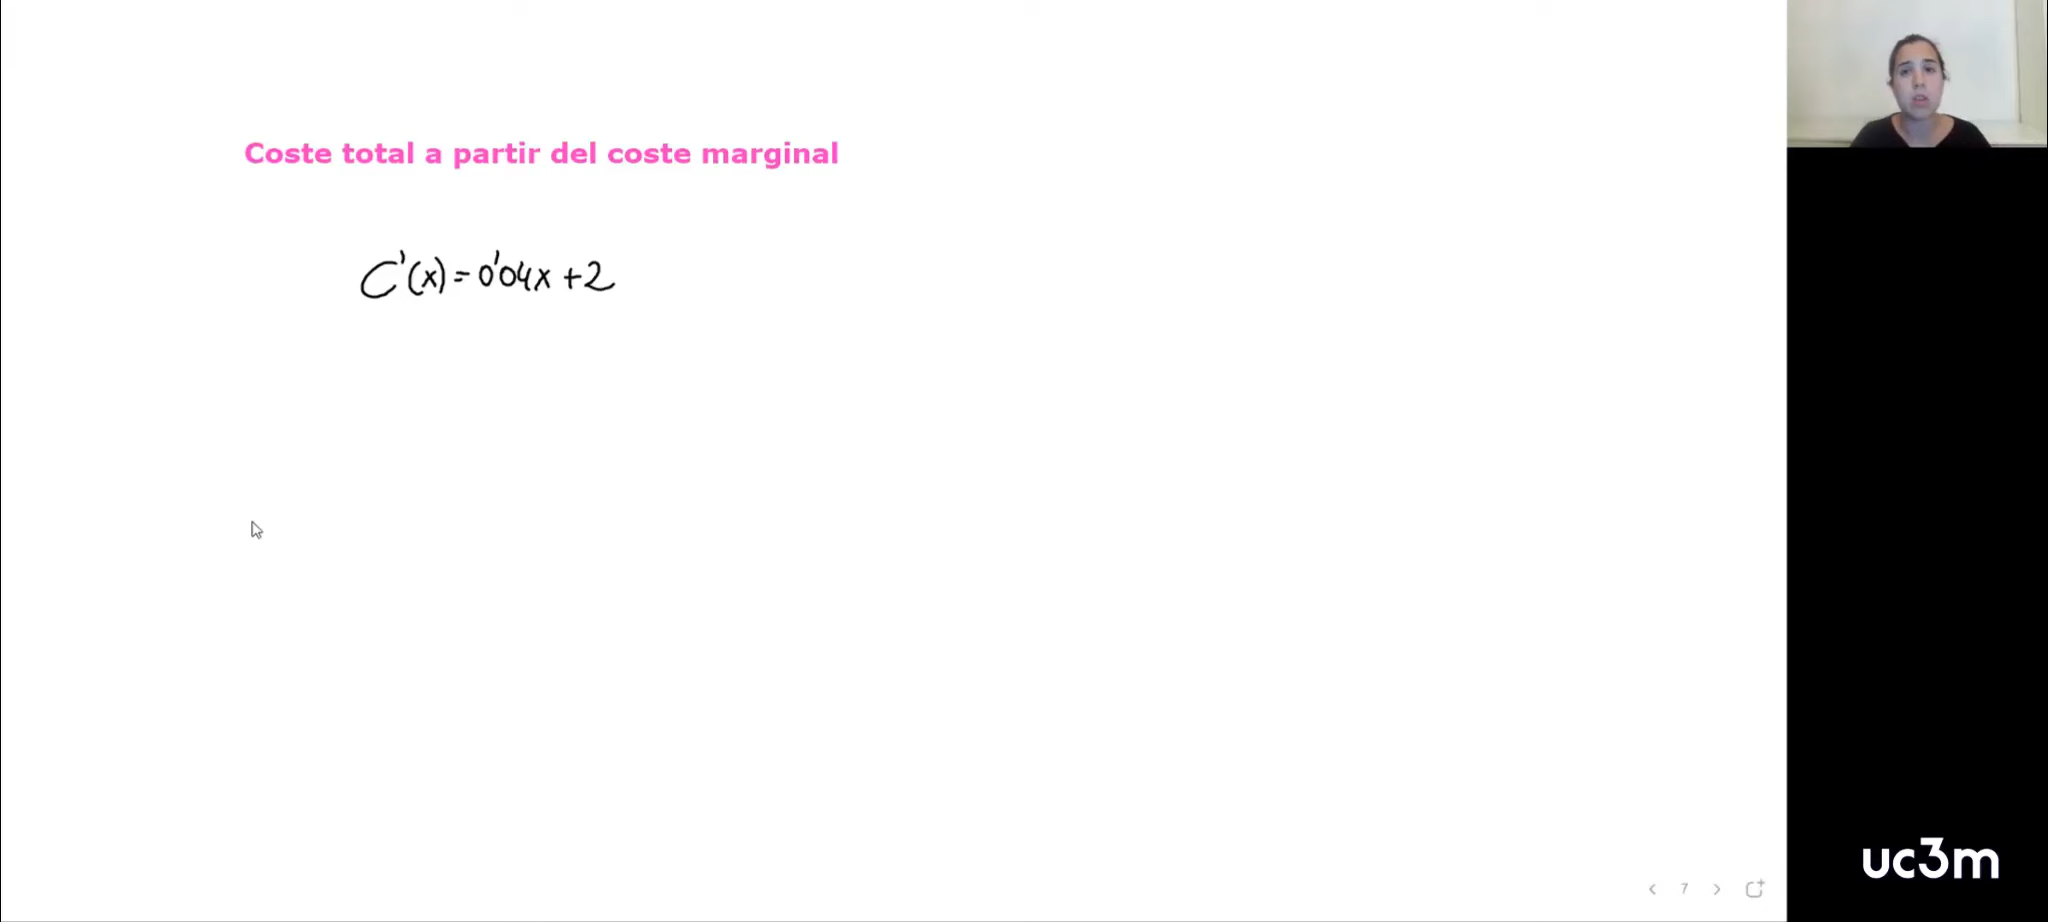 Coste total a partir del coste marginal
C'(x) = 0'04x + 2
7
uc3m